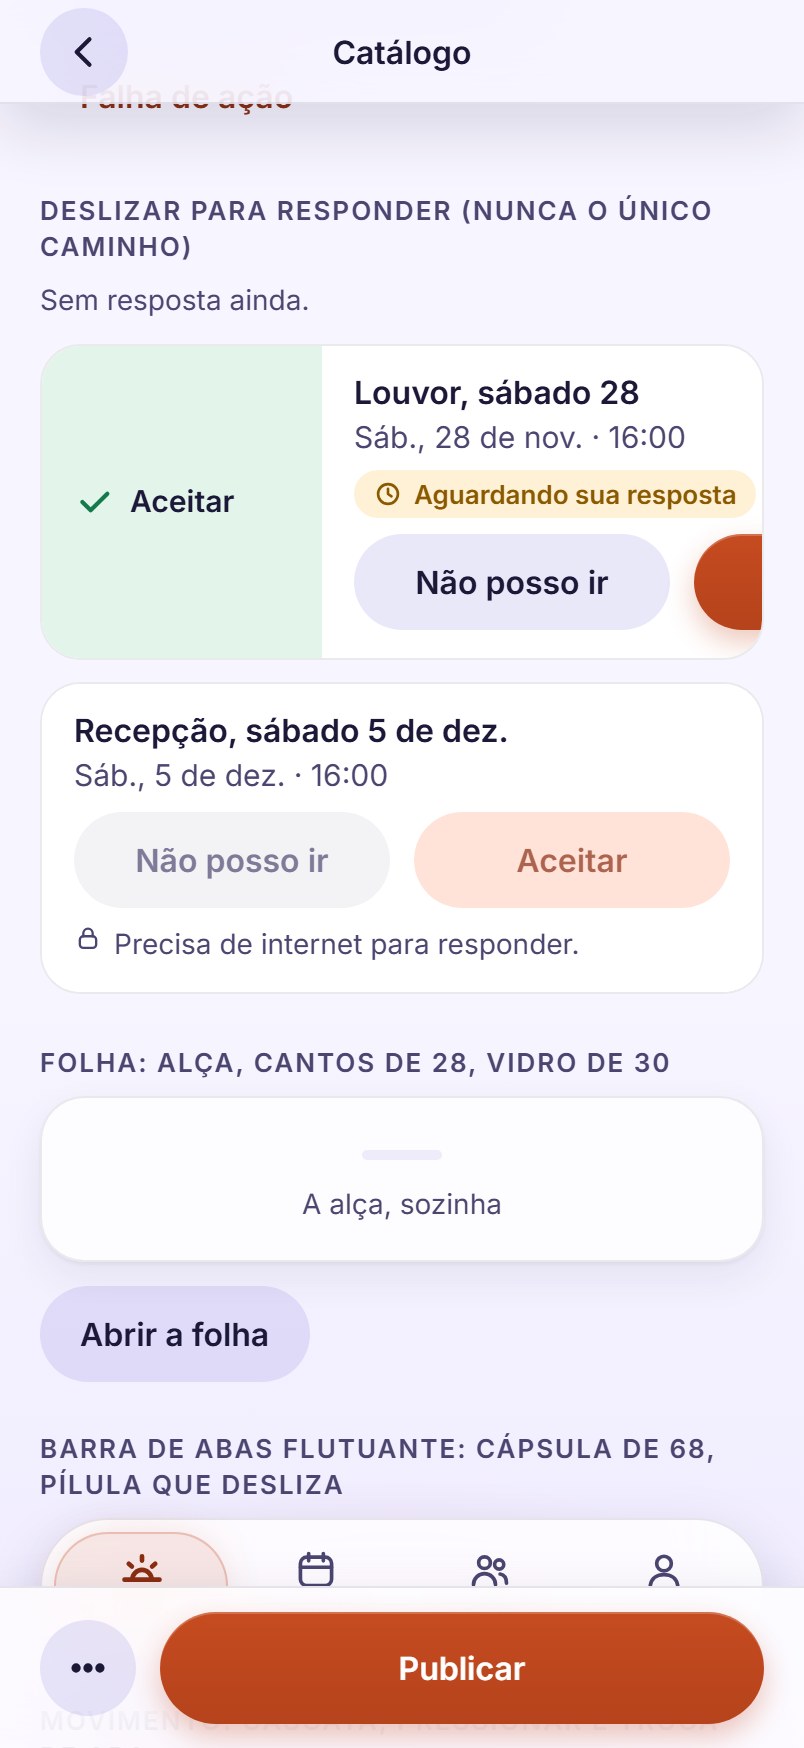 Catálogo
Falha de ação
DESLIZAR PARA RESPONDER (NUNCA O ÚNICO
CAMINHO)
Sem resposta ainda.
Aceitar
Louvor, sábado 28
Sáb., 28 de nov. · 16:00
Aguardando sua resposta
Não posso ir
Recepção, sábado 5 de dez.
Sáb., 5 de dez. · 16:00
Não posso ir
Aceitar
Precisa de internet para responder.
FOLHA: ALÇA, CANTOS DE 28, VIDRO DE 30
A alça, sozinha
Abrir a folha
BARRA DE ABAS FLUTUANTE: CÁPSULA DE 68,
PÍLULA QUE DESLIZA
Publicar